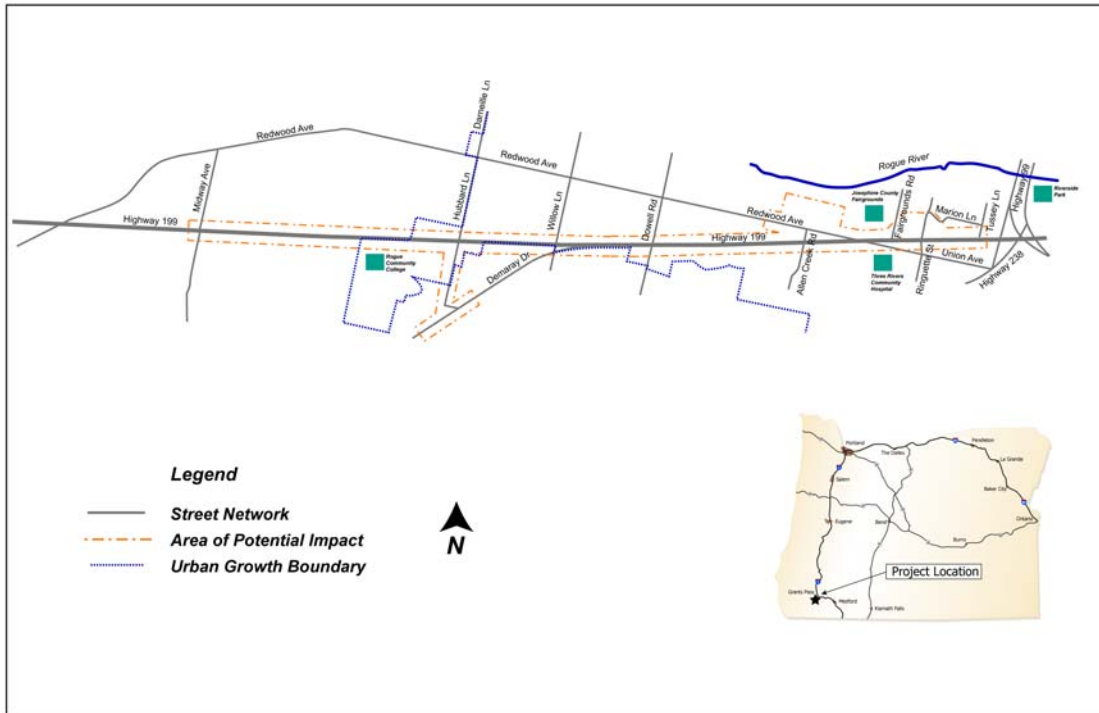 Darneille Ln
Redwood Ave
Redwood Ave
Rogue River
Midway Ave
Hubbard Ln
Willow Ln
Dowell Rd
Josephine County
Fairgrounds
Fairgrounds Rd
Highway 99
Riverside
Park
Marion Ln
Tussey Ln
Redwood Ave
Highway 199
Highway 199
Rogue
Community
College
Demaray Dr.
Allen Creek Rd
Three Rivers
Community
Hospital
Ringuette St
Union Ave
Highway 238
Legend
Street Network
Area of Potential Impact
Urban Growth Boundary
N
Portland
The Dalles
Pendleton
La Grande
Salem
Baker City
Eugene
Bend
Ontario
Burns
Project Location
Grants Pass
Medford
Klamath Falls